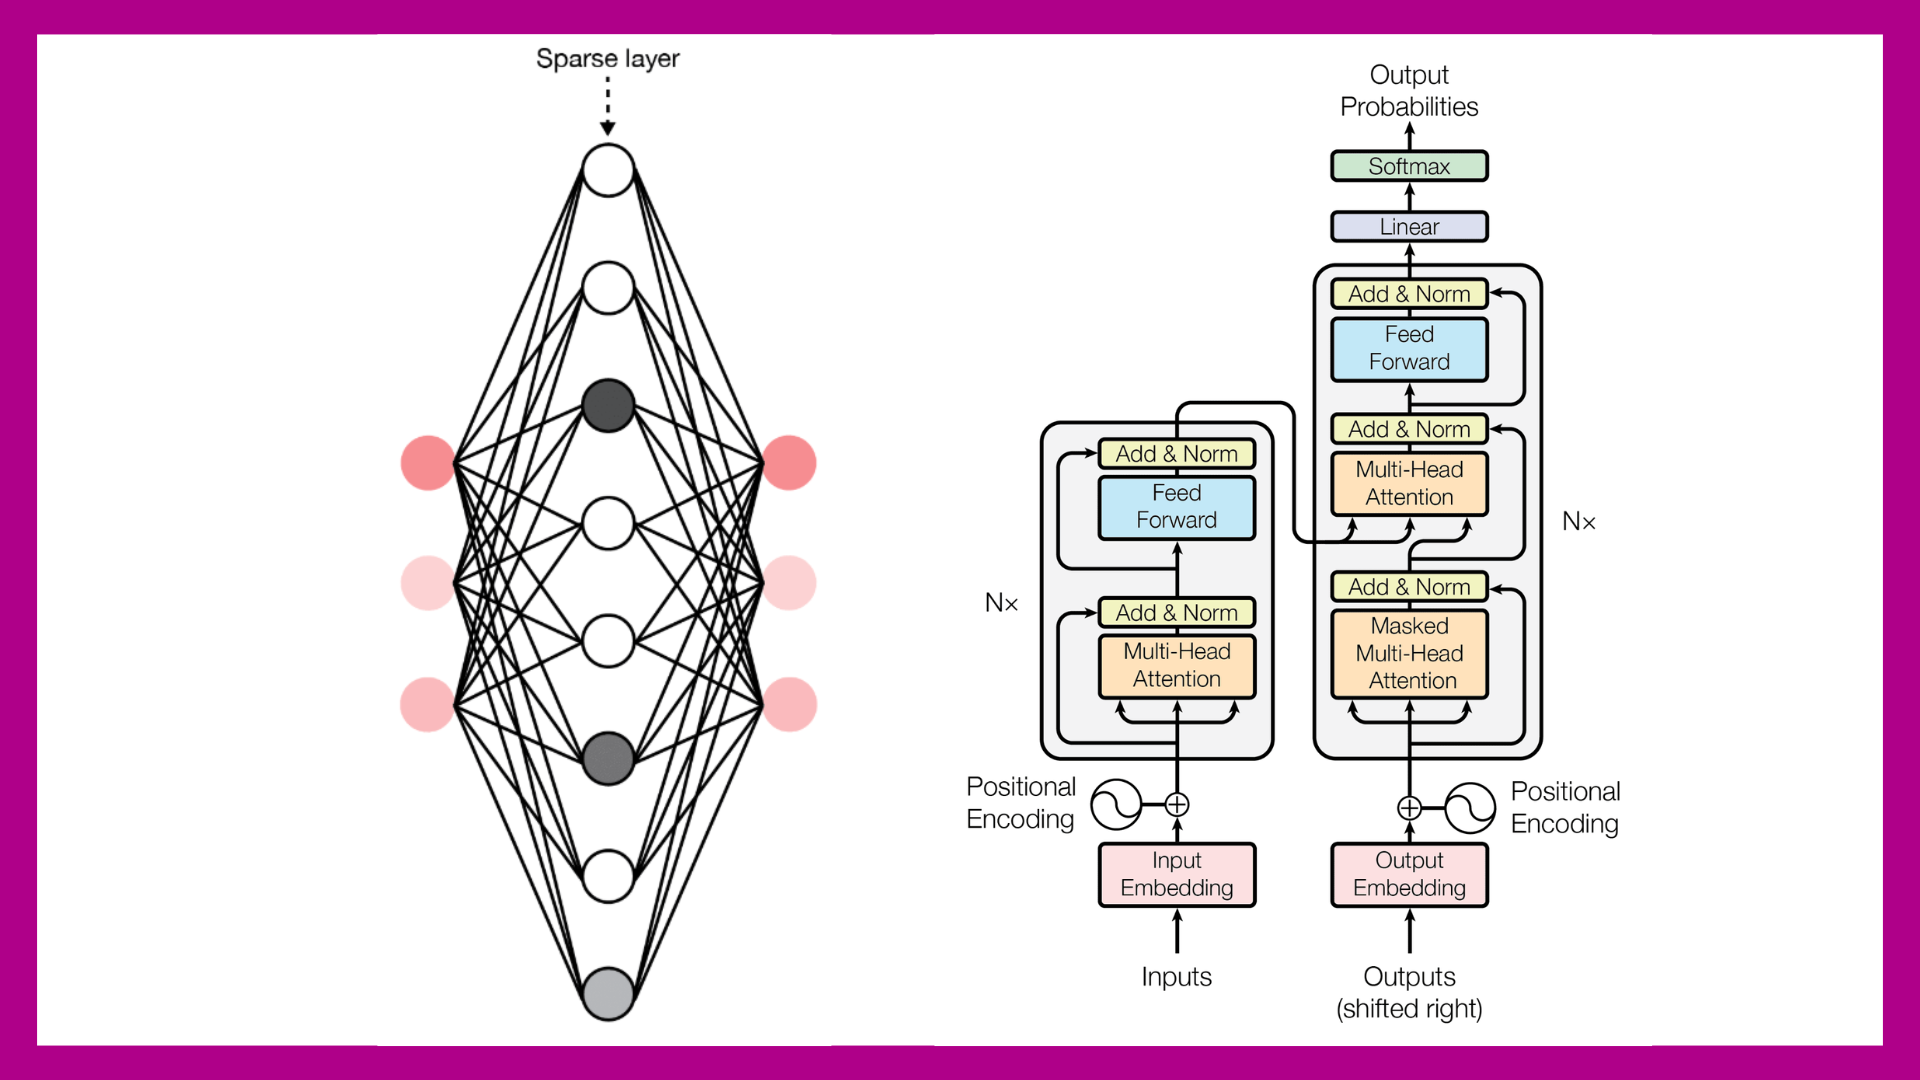 Sparse layer
Output
Probabilities
Softmax
Linear
Add & Norm
Feed
Forward
Add & Norm
Multi-Head
Attention
N×
Add & Norm
Masked
Multi-Head
Attention
Add & Norm
Feed
Forward
N×
Add & Norm
Multi-Head
Attention
Positional
Encoding
Positional
Encoding
Input
Embedding
Output
Embedding
Inputs
Outputs
(shifted right)